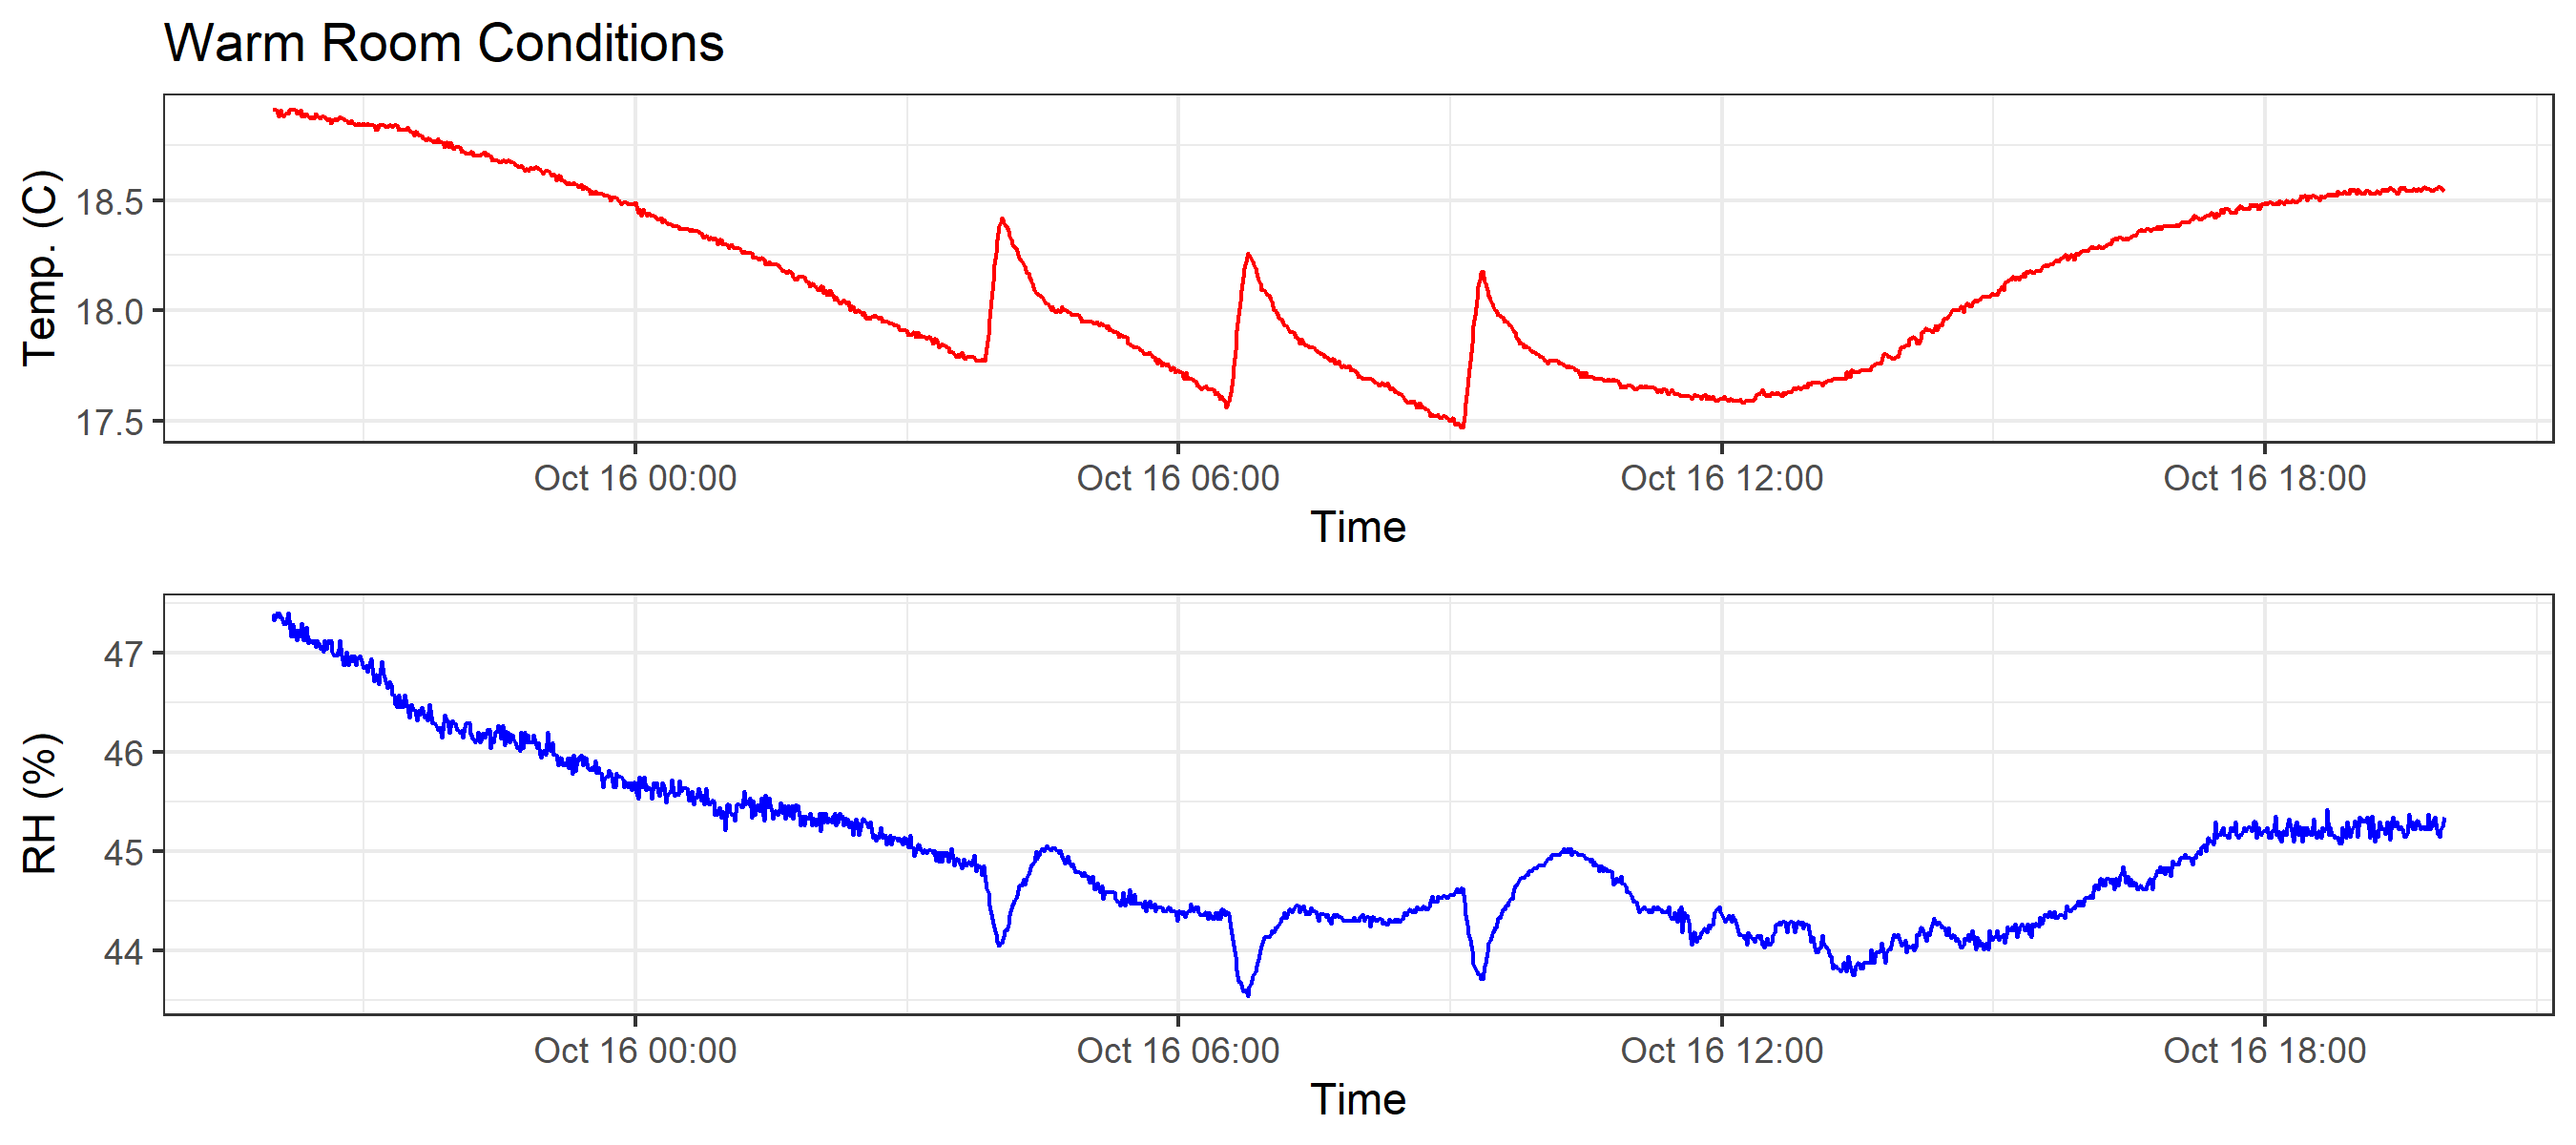 Warm Room Conditions
Temp. (C)
18.5
18.0
17.5
Oct 16 00:00 Oct 16 06:00 Oct 16 12:00 Oct 16 18:00
Time
RH (%)
47
46
45
44
Oct 16 00:00 Oct 16 06:00 Oct 16 12:00 Oct 16 18:00
Time